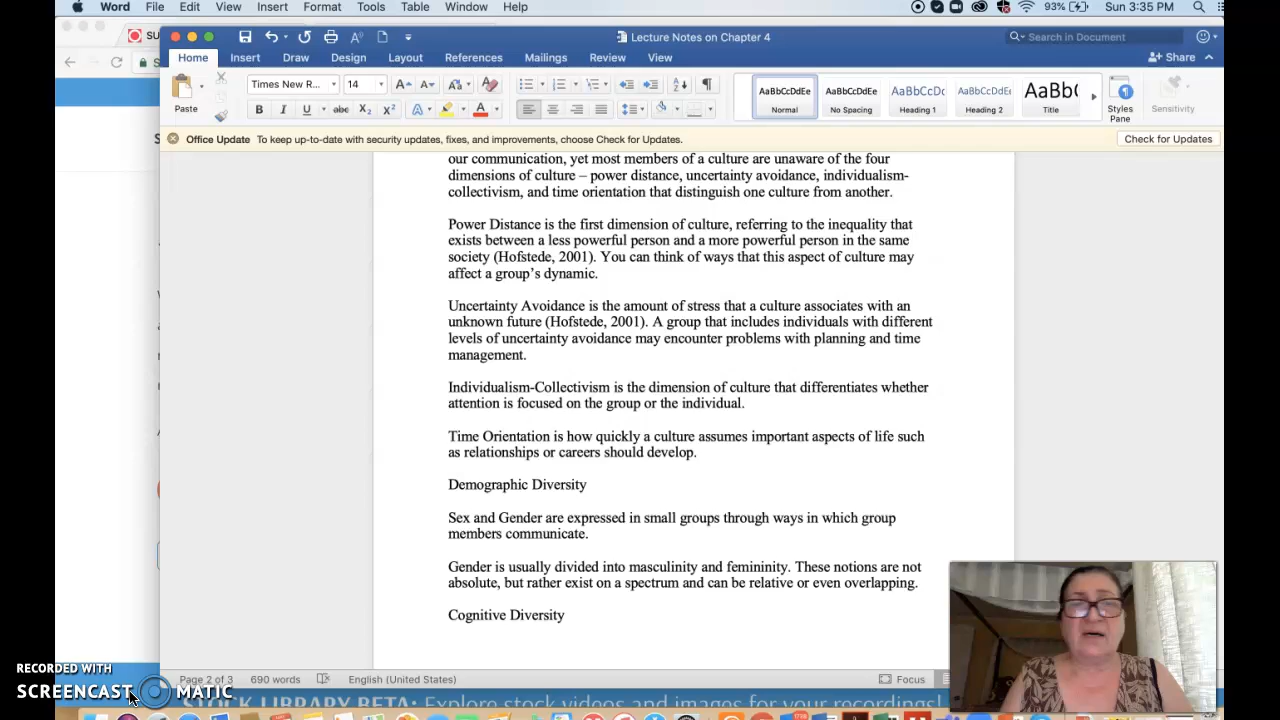 Word File Edit View Insert Format Tools Table Window Help 93% Sun 3:35 PM
Lecture Notes on Chapter 4 Search in Document
Home Insert Draw Design Layout References Mailings Review View Share
Times New R... 14
Paste
AaBbCcDdEe AaBbCcDdEe AaBbCcDc AaBbCcDdEe AaBb(
Normal No Spacing Heading 1 Heading 2 Title Styles Pane Sensitivity
Office Update To keep up-to-date with security updates, fixes, and improvements, choose Check for Updates. Check for Updates
our communication, yet most members of a culture are unaware of the four
dimensions of culture – power distance, uncertainty avoidance, individualism-
collectivism, and time orientation that distinguish one culture from another.
Power Distance is the first dimension of culture, referring to the inequality that
exists between a less powerful person and a more powerful person in the same
society (Hofstede, 2001). You can think of ways that this aspect of culture may
affect a group's dynamic.
Uncertainty Avoidance is the amount of stress that a culture associates with an
unknown future (Hofstede, 2001). A group that includes individuals with different
levels of uncertainty avoidance may encounter problems with planning and time
management.
Individualism-Collectivism is the dimension of culture that differentiates whether
attention is focused on the group or the individual.
Time Orientation is how quickly a culture assumes important aspects of life such
as relationships or careers should develop.
Demographic Diversity
Sex and Gender are expressed in small groups through ways in which group
members communicate.
Gender is usually divided into masculinity and femininity. These notions are not
absolute, but rather exist on a spectrum and can be relative or even overlapping.
Cognitive Diversity
Page 2 of 3 690 words English (United States) Focus
RECORDED WITH
SCREENCAST MATIC
STOCK LIBRARY BETA: Explore stock videos and images for your recordings!